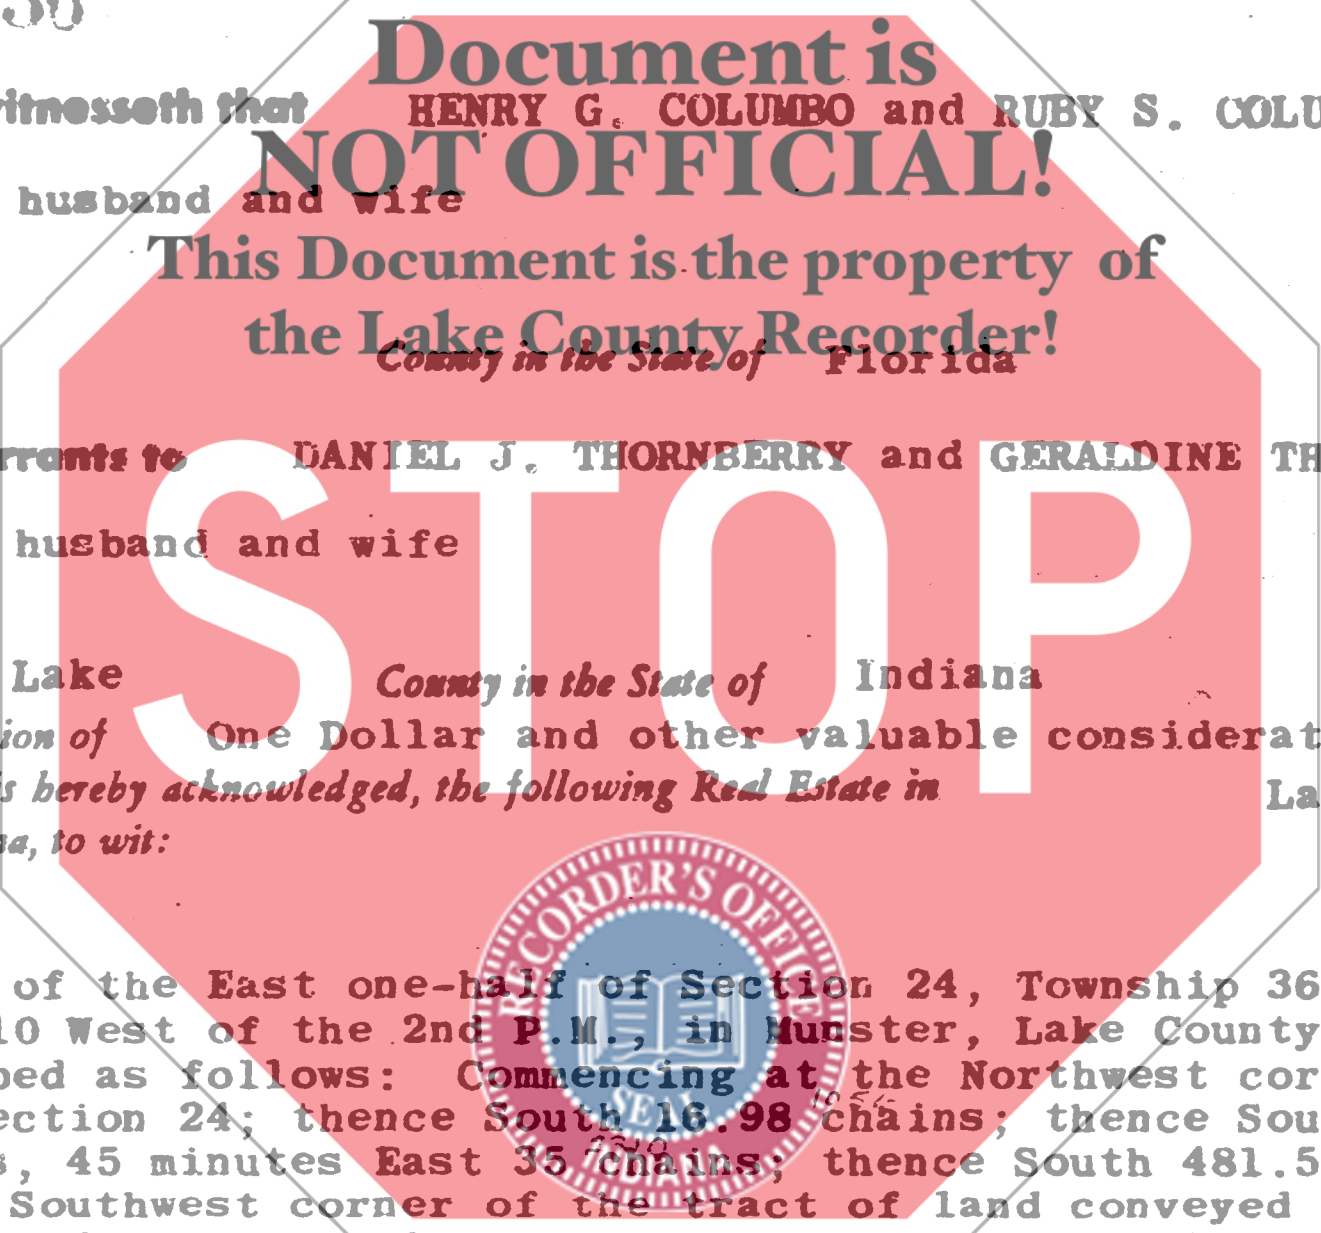 Document is
witnesseth that HENRY G. COLUMBO and RUBY S. COLU
NOT OFFICIAL!
husband and wife
This Document is the property of
the Lake County Recorder!
County in the State of Florida
rrants to DANIEL J. THORNBERRY and GERALDINE TH
STOP
husband and wife
Lake County in the State of Indiana
ion of One Dollar and other valuable considerat
is hereby acknowledged, the following Real Estate in La
na, to wit:
RECORDER'S OFFICE
of the East one-half of Section 24, Township 36
10 West of the 2nd P.M., in Munster, Lake County
bed as follows: Commencing at the Northwest cor
SEAL
ection 24; thence South 16.98 chains; thence Sou
s, 45 minutes East 35 chains; thence South 481.5
INDIANA
Southwest corner of the tract of land conveyed